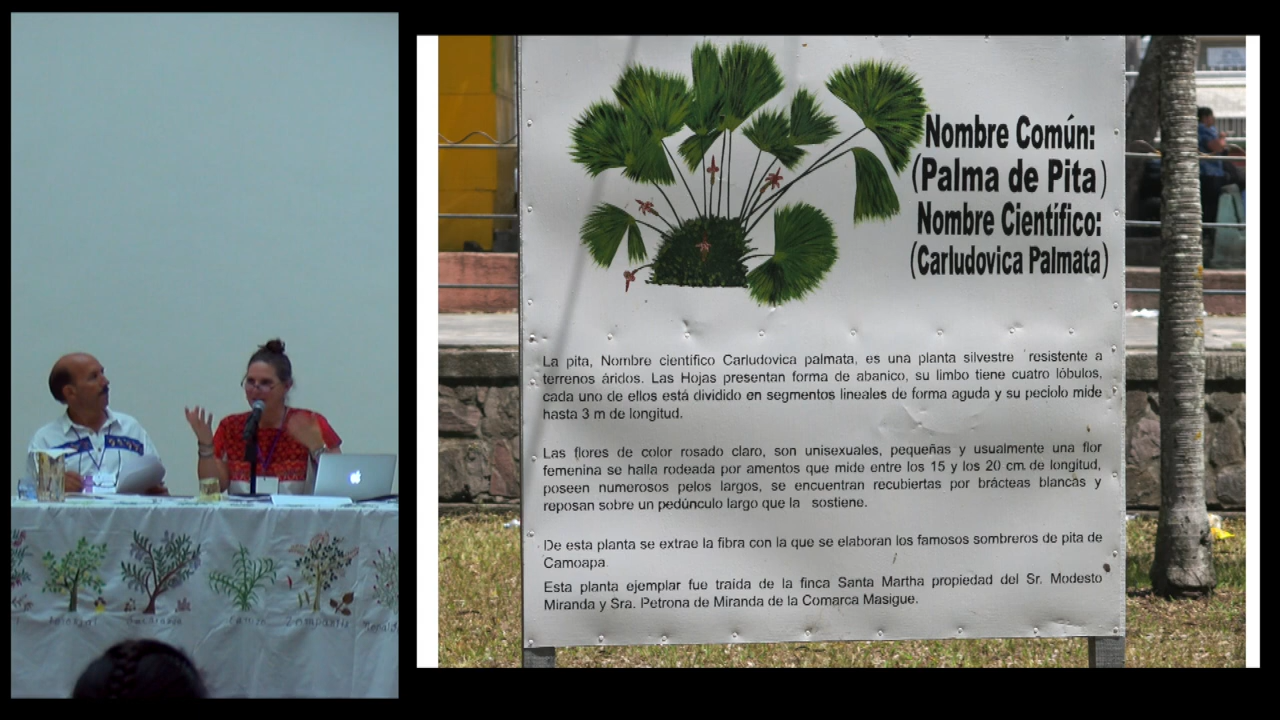 Nombre Común:
(Palma de Pita)
Nombre Científico:
(Carludovica Palmata)
La pita, Nombre científico Carludovica palmata, es una planta silvestre resistente a
terrenos áridos. Las Hojas presentan forma de abanico, su limbo tiene cuatro lóbulos,
cada uno de ellos está dividido en segmentos lineales de forma aguda y su peciolo mide
hasta 3 m de longitud.
Las flores de color rosado claro, son unisexuales, pequeñas y usualmente una flor
femenina se halla rodeada por amentos que mide entre los 15 y los 20 cm de longitud,
poseen numerosos pelos largos, se encuentran recubiertas por brácteas blancas y
reposan sobre un pedúnculo largo que la sostiene.
De esta planta se extrae la fibra con la que se elaboran los famosos sombreros de pita de
Camoapa.
Esta planta ejemplar fue traída de la finca Santa Martha propiedad del Sr. Modesto
Miranda y Sra. Petrona de Miranda de la Comarca Masigue.